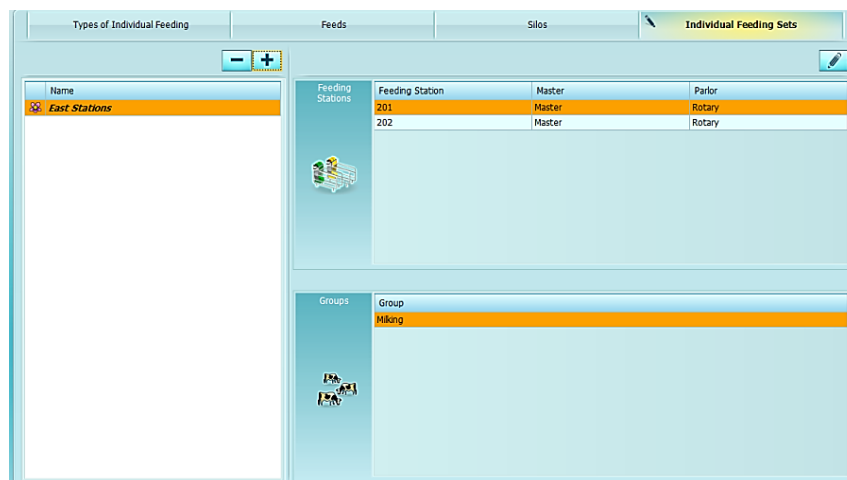 Types of Individual Feeding Feeds Silos Individual Feeding Sets
Name
East Stations
Feeding Stations
Feeding Station Master Parlor
201 Master Rotary
202 Master Rotary
Groups
Group
Milking